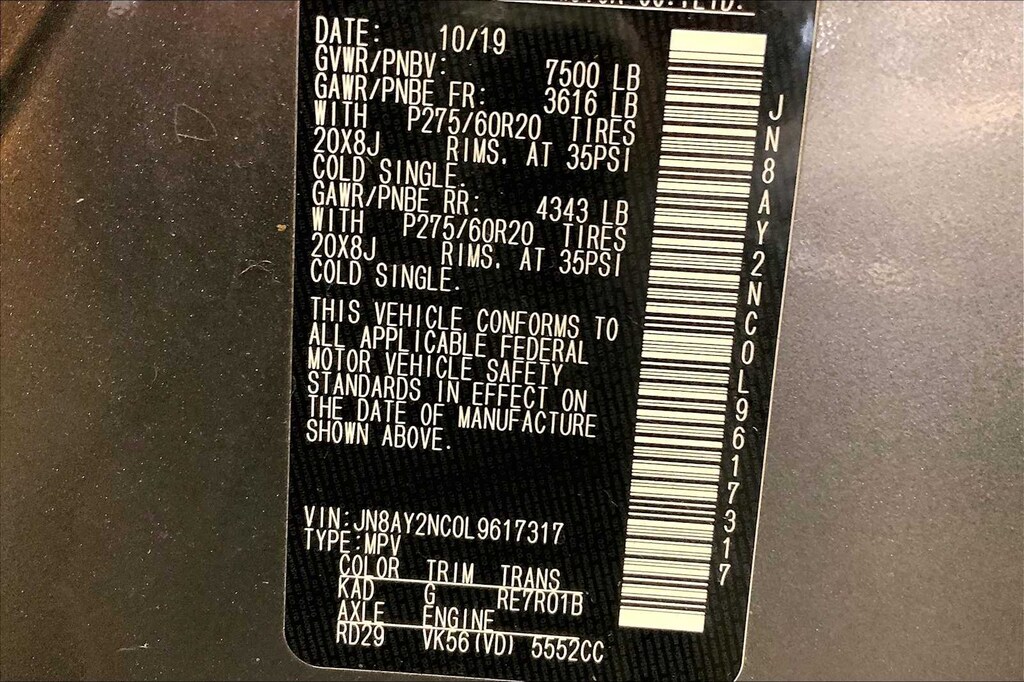 CO.,LTD.
DATE: 10/19
GVWR/PNBV: 7500 LB
GAWR/PNBE FR: 3616 LB
WITH P275/60R20 TIRES
20X8J RIMS. AT 35PSI
COLD SINGLE.
GAWR/PNBE RR: 4343 LB
WITH P275/60R20 TIRES
20X8J RIMS. AT 35PSI
COLD SINGLE.
THIS VEHICLE CONFORMS TO
ALL APPLICABLE FEDERAL
MOTOR VEHICLE SAFETY
STANDARDS IN EFFECT ON
THE DATE OF MANUFACTURE
SHOWN ABOVE.
VIN:JN8AY2NC0L9617317
TYPE:MPV
COLOR TRIM TRANS
KAD G RE7R01B
AXLE ENGINE
RD29 VK56(VD) 5552CC
JN8AY2NC0L9617317